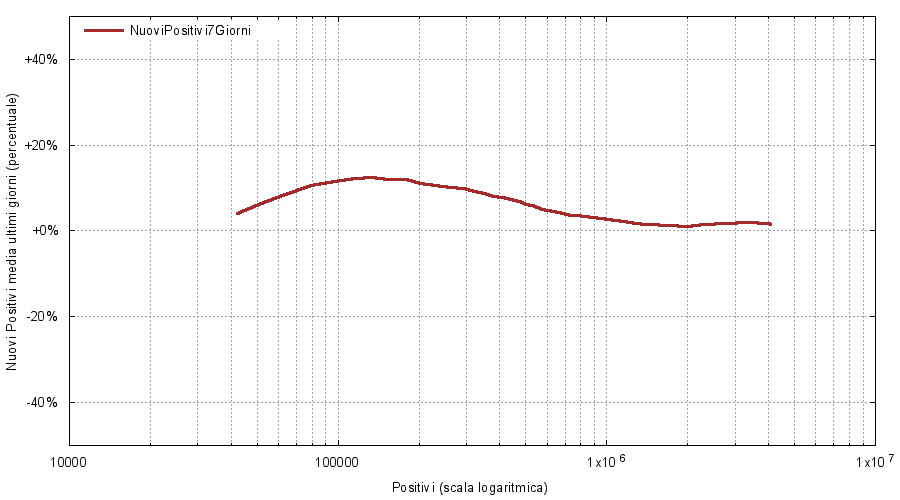 NuoviPositivi7Giorni
+40%
+20%
+0%
-20%
-40%
Nuovi Positivi media ultimi giorni (percentuale)
10000 100000 1x10^6 1x10^7
Positivi (scala logaritmica)